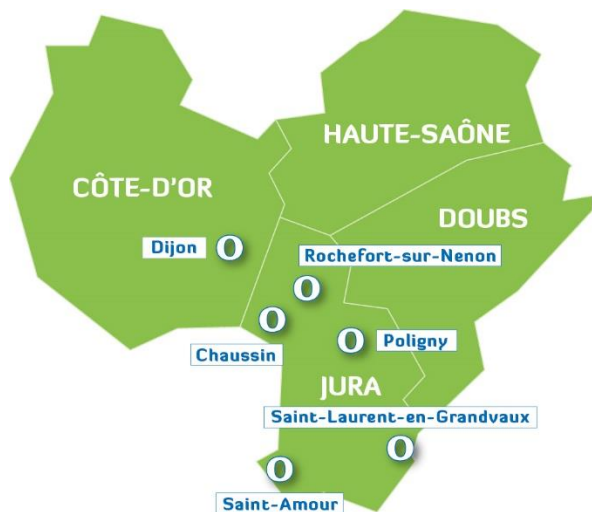 HAUTE-SAÔNE
CÔTE-D'OR
DOUBS
Dijon
Rochefort-sur-Nenon
Chaussin
Poligny
JURA
Saint-Laurent-en-Grandvaux
Saint-Amour